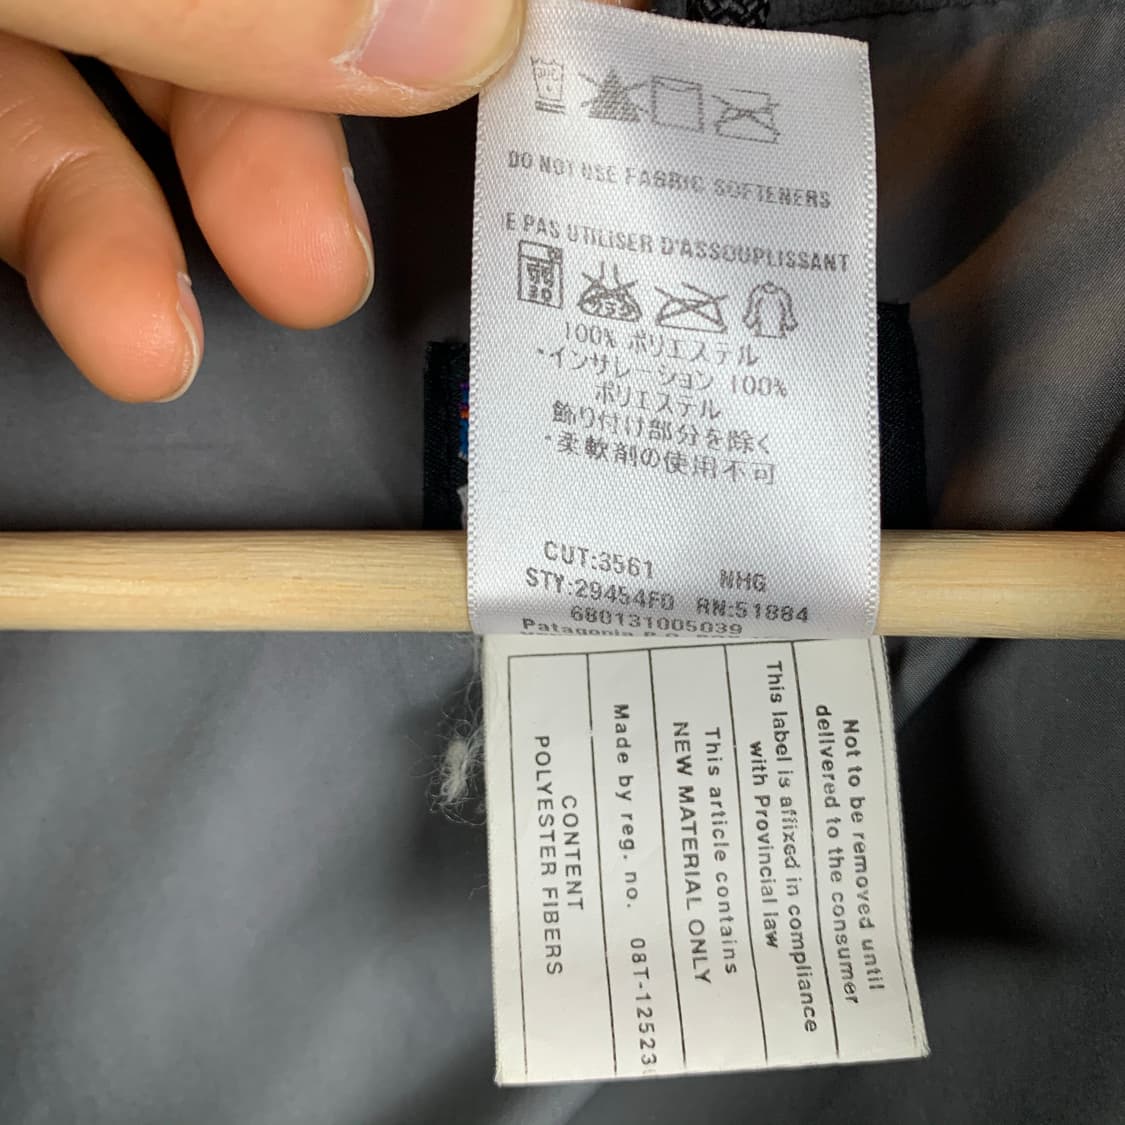 DO NOT USE FABRIC SOFTENERS
E PAS UTILISER D'ASSOUPLISSANT
100% ポリエステル
・インサレーション 100%
ポリエステル
飾り付け部分を除く
・柔軟剤の使用不可
CUT:3561 NHG
STY:29454FD RN:51884
680131005039
Patagonia P.O.
Not to be removed until
delivered to the consumer
This label is affixed in compliance
with Provincial law
This article contains
NEW MATERIAL ONLY
Made by reg. no. 08T-12523
CONTENT
POLYESTER FIBERS